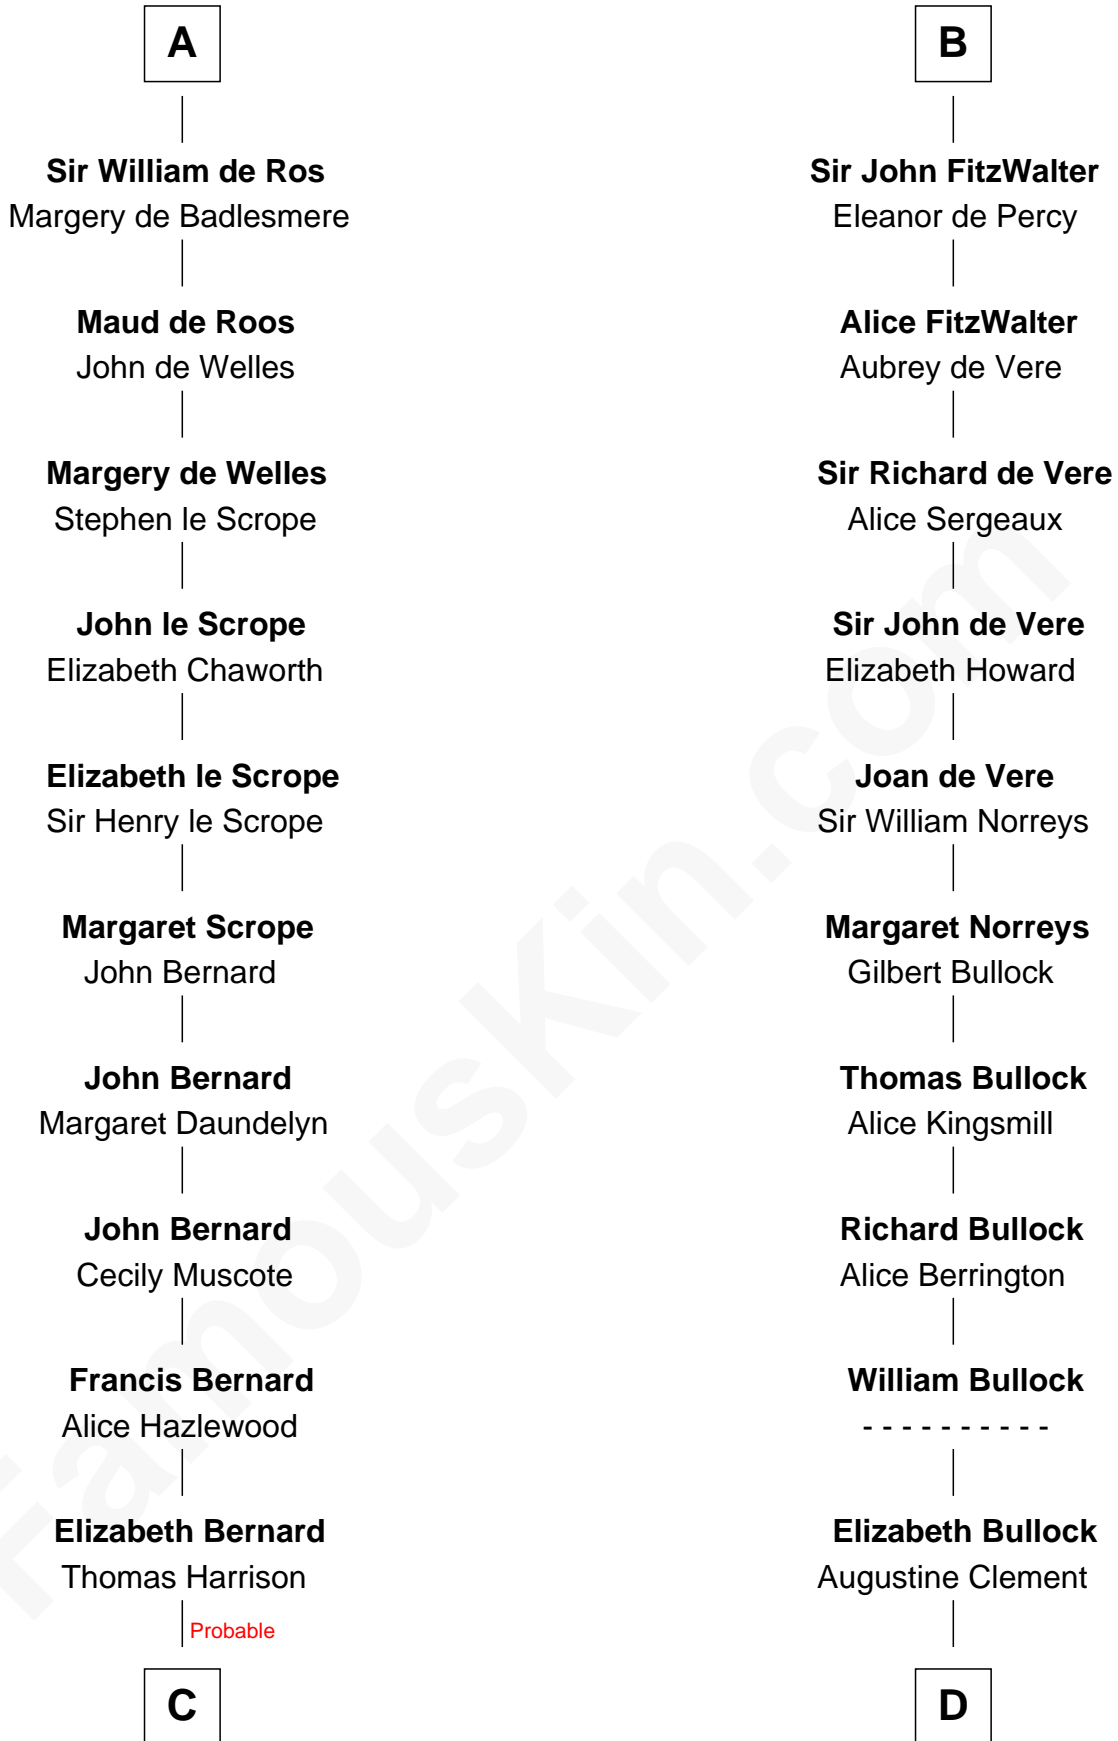 A
Sir William de Ros
Margery de Badlesmere
Maud de Roos
John de Welles
Margery de Welles
Stephen le Scrope
John le Scrope
Elizabeth Chaworth
Elizabeth le Scrope
Sir Henry le Scrope
Margaret Scrope
John Bernard
John Bernard
Margaret Daundelyn
John Bernard
Cecily Muscote
Francis Bernard
Alice Hazlewood
Elizabeth Bernard
Thomas Harrison
Probable
C
B
Sir John FitzWalter
Eleanor de Percy
Alice FitzWalter
Aubrey de Vere
Sir Richard de Vere
Alice Sergeaux
Sir John de Vere
Elizabeth Howard
Joan de Vere
Sir William Norreys
Margaret Norreys
Gilbert Bullock
Thomas Bullock
Alice Kingsmill
Richard Bullock
Alice Berrington
William Bullock
- - - - - - - - - -
Elizabeth Bullock
Augustine Clement
D
FamousKin.com